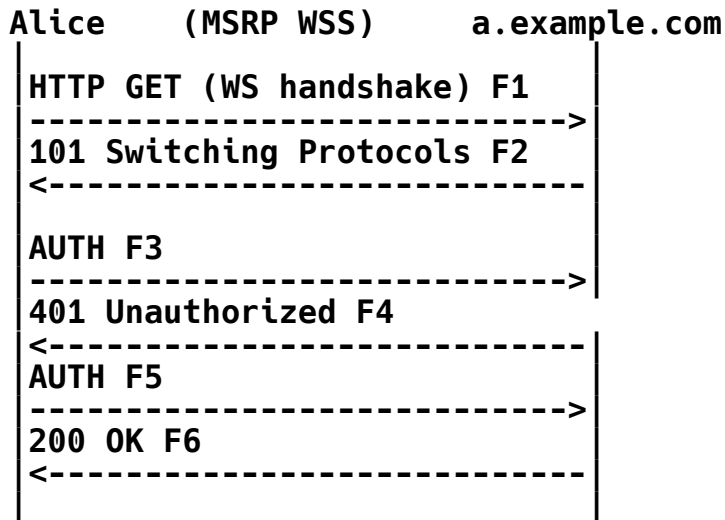 Alice (MSRP WSS) a.example.com
HTTP GET (WS handshake) F1
---------------------------->
101 Switching Protocols F2
<----------------------------
AUTH F3
---------------------------->
401 Unauthorized F4
<----------------------------
AUTH F5
---------------------------->
200 OK F6
<----------------------------